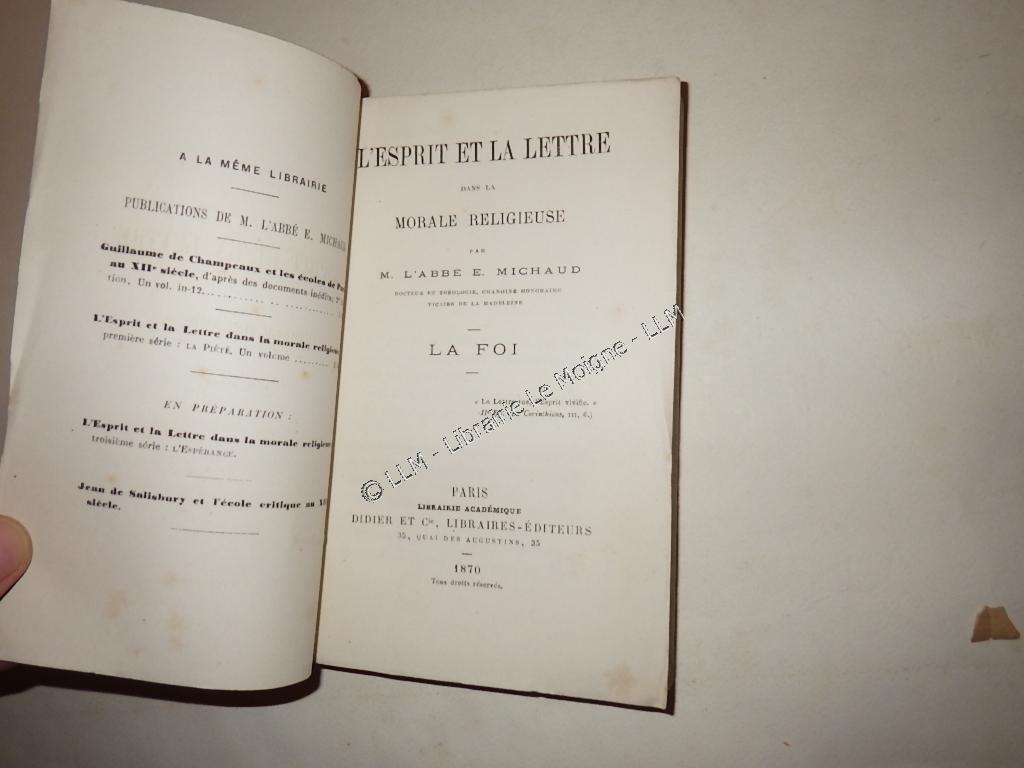 A LA MÊME LIBRAIRIE
PUBLICATIONS DE M. L'ABBÉ E. MICHAUD
Guillaume de Champeaux et les écoles de
au XIIe siècle, d'après des documents inédits;
tion. Un vol. in-12
L'Esprit et la Lettre dans la morale
première série : LA PIÉTÉ. Un volume
EN PRÉPARATION :
L'Esprit et la Lettre dans la morale
troisième série : L'ESPÉRANCE.
Jean de Salisbury et l'école critique au
siècle.
L'ESPRIT ET LA LETTRE
DANS LA
MORALE RELIGIEUSE
PAR
M. L'ABBÉ E. MICHAUD
DOCTEUR EN THÉOLOGIE, CHANOINE HONORAIRE
VICAIRE DE LA MADELEINE
LA FOI
« La Lettre Esprit vivifie. »
Corinthiens, III, 6.)
PARIS
LIBRAIRIE ACADÉMIQUE
DIDIER ET Cie, LIBRAIRES-ÉDITEURS
35, QUAI DES AUGUSTINS, 35
1870
Tous droits réservés.
© LLM - Librairie Le Moigne - LLM